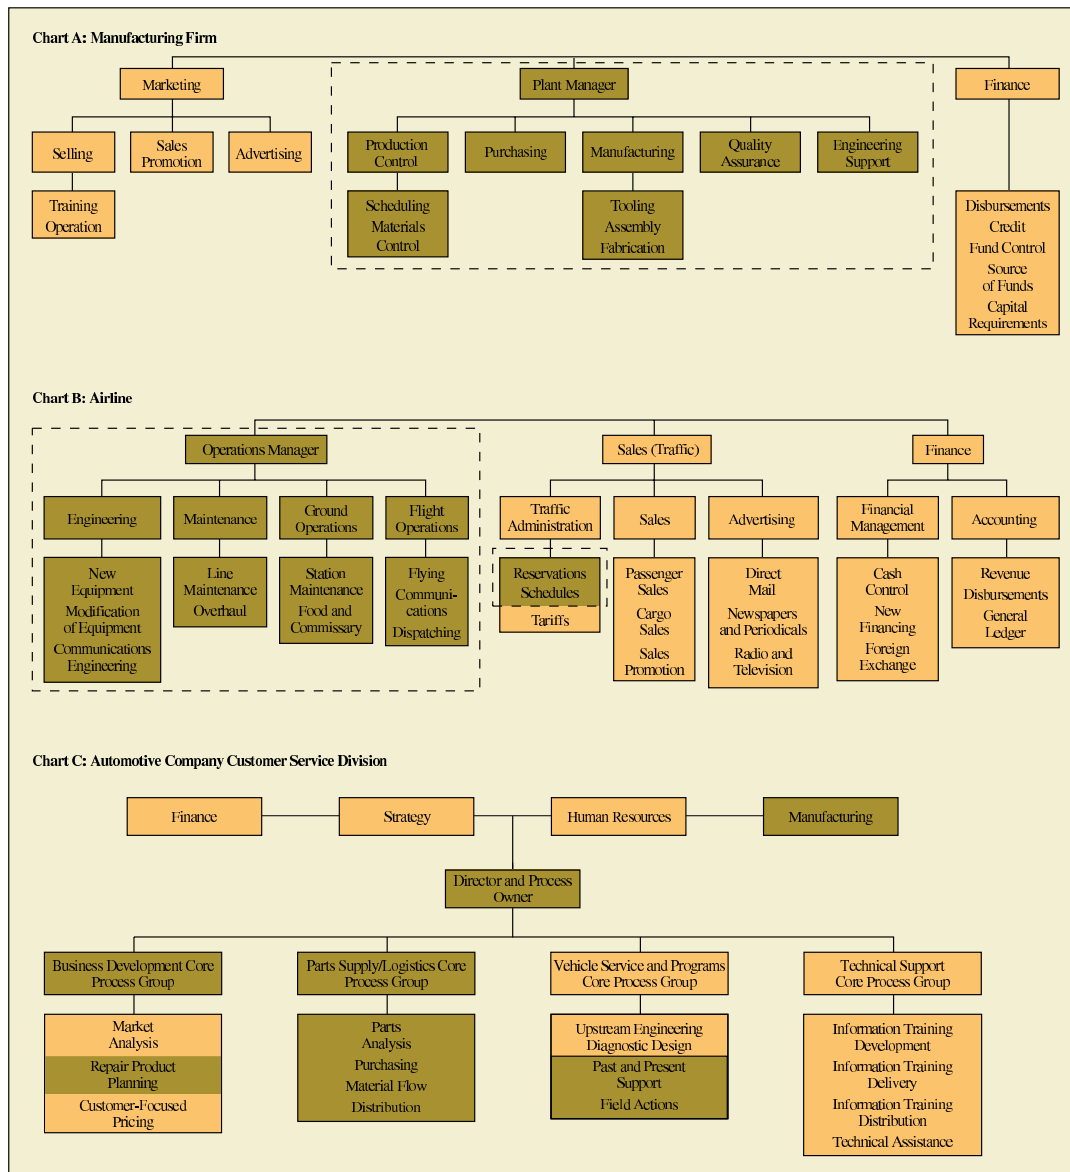 Chart A: Manufacturing Firm
Marketing
Plant Manager
Finance
Selling
Sales
Promotion
Advertising
Production
Control
Purchasing
Manufacturing
Quality
Assurance
Engineering
Support
Training
Operation
Scheduling
Materials
Control
Tooling
Assembly
Fabrication
Disbursements
Credit
Fund Control
Source
of Funds
Capital
Requirements
Chart B: Airline
Operations Manager
Sales (Traffic)
Finance
Engineering
Maintenance
Ground
Operations
Flight
Operations
Traffic
Administration
Sales
Advertising
Financial
Management
Accounting
New
Equipment
Modification
of Equipment
Communications
Engineering
Line
Maintenance
Overhaul
Station
Maintenance
Food and
Commissary
Flying
Communi-
cations
Dispatching
Reservations
Schedules
Tariffs
Passenger
Sales
Cargo
Sales
Sales
Promotion
Direct
Mail
Newspapers
and Periodicals
Radio and
Television
Cash
Control
New
Financing
Foreign
Exchange
Revenue
Disbursements
General
Ledger
Chart C: Automotive Company Customer Service Division
Finance
Strategy
Human Resources
Manufacturing
Director and Process
Owner
Business Development Core
Process Group
Parts Supply/Logistics Core
Process Group
Vehicle Service and Programs
Core Process Group
Technical Support
Core Process Group
Market
Analysis
Repair Product
Planning
Customer-Focused
Pricing
Parts
Analysis
Purchasing
Material Flow
Distribution
Upstream Engineering
Diagnostic Design
Past and Present
Support
Field Actions
Information Training
Development
Information Training
Delivery
Information Training
Distribution
Technical Assistance